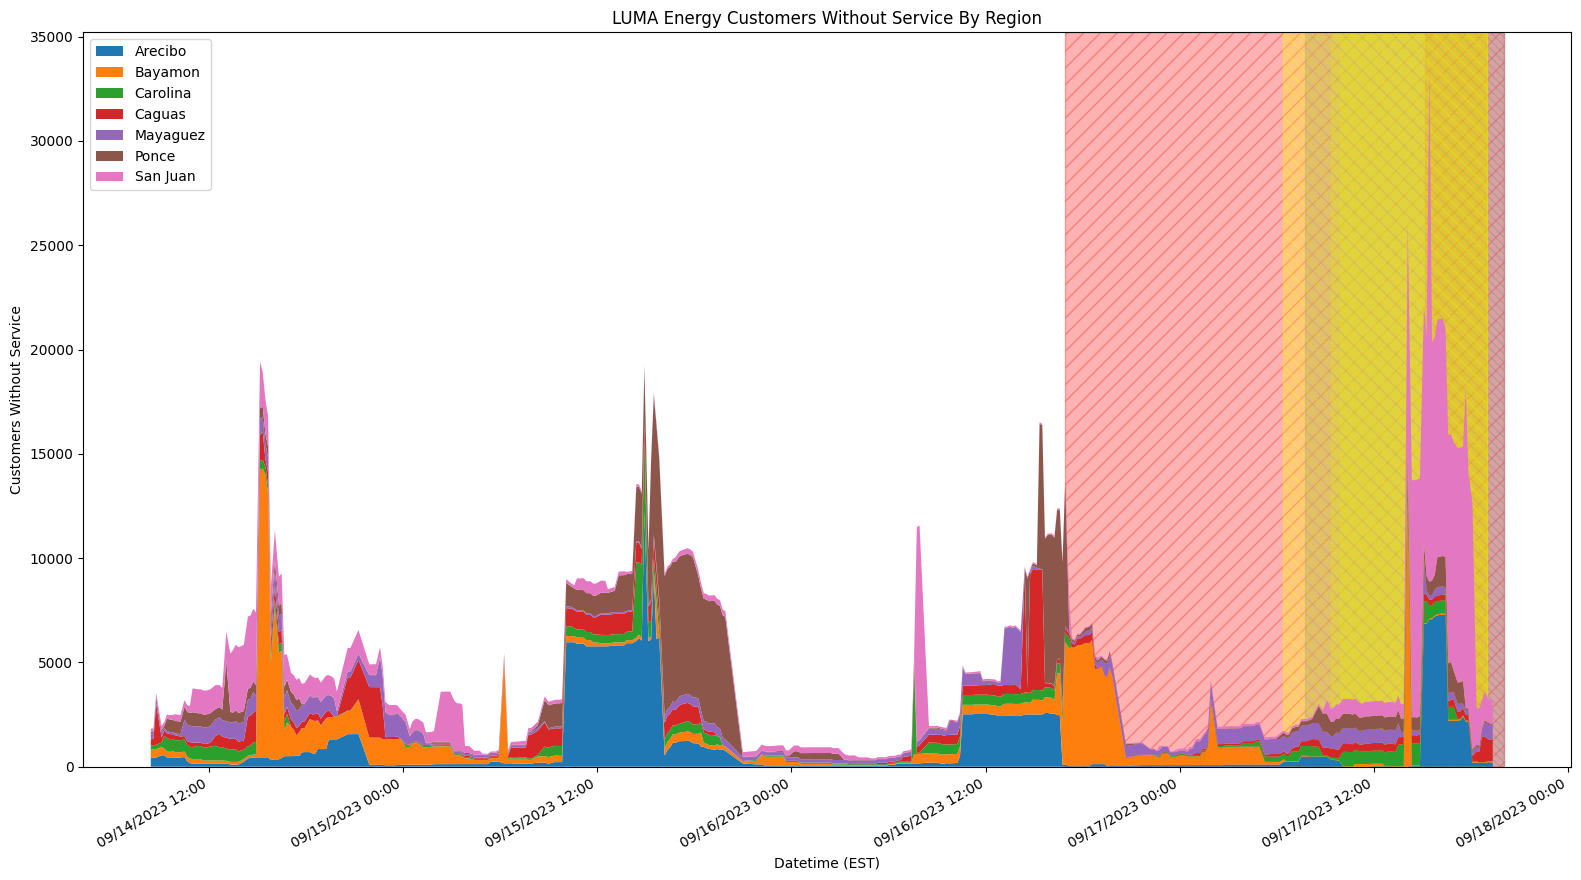 LUMA Energy Customers Without Service By Region
35000
30000
25000
20000
15000
10000
5000
0
Customers Without Service
Arecibo
Bayamon
Carolina
Caguas
Mayaguez
Ponce
San Juan
09/14/2023 12:00
09/15/2023 00:00
09/15/2023 12:00
09/16/2023 00:00
09/16/2023 12:00
09/17/2023 00:00
09/17/2023 12:00
09/18/2023 00:00
Datetime (EST)